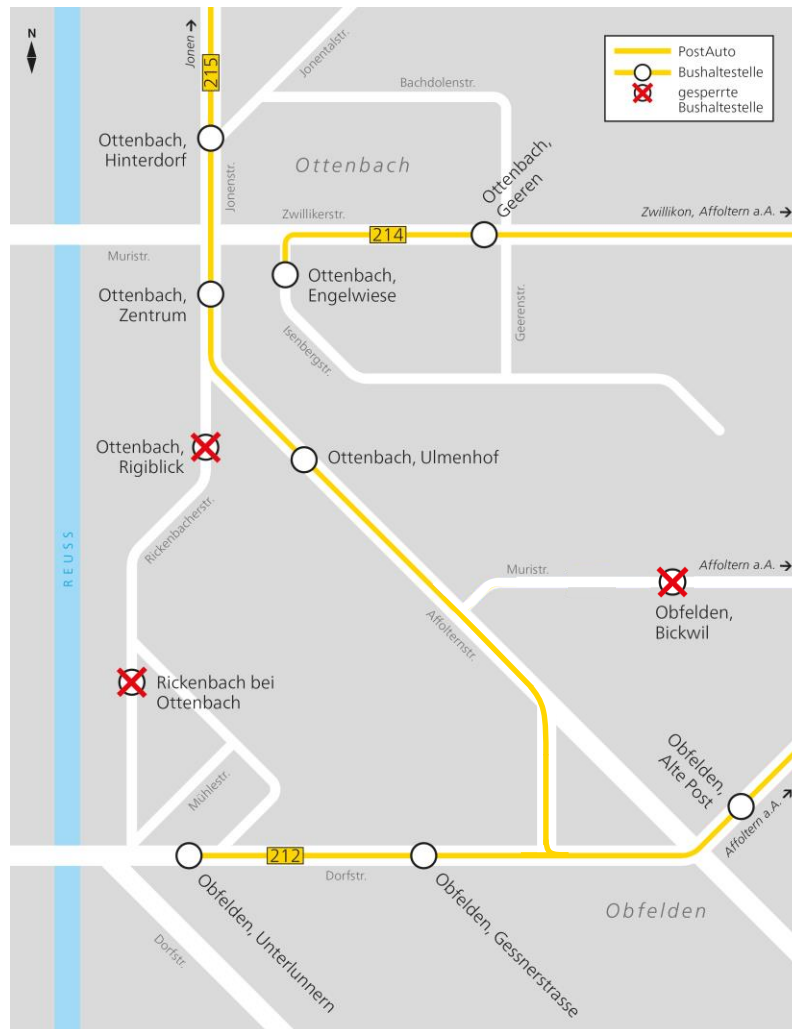 N
Jonen →
215
Jonentalstr.
PostAuto
Bushaltestelle
gesperrte
Bushaltestelle
Bachdolenstr.
Ottenbach,
Hinterdorf
Ottenbach
Ottenbach,
Geeren
Jonenstr.
Zwillikerstr.
214
Zwillikon, Affoltern a.A. →
Muristr.
Ottenbach,
Engelwiese
Ottenbach,
Zentrum
Isenbergstr.
Geerenstr.
Ottenbach,
Rigiblick
Ottenbach, Ulmenhof
Rickenbacherstr.
REUSS
Muristr.
Affoltern a.A. →
Obfelden,
Bickwil
Affolternstr.
Rickenbach bei
Ottenbach
Obfelden,
Alte Post
Mühlestr.
Affoltern a.A. →
212
Dorfstr.
Obfelden, Unterlunnern
Obfelden, Gessnerstrasse
Obfelden
Dorfstr.